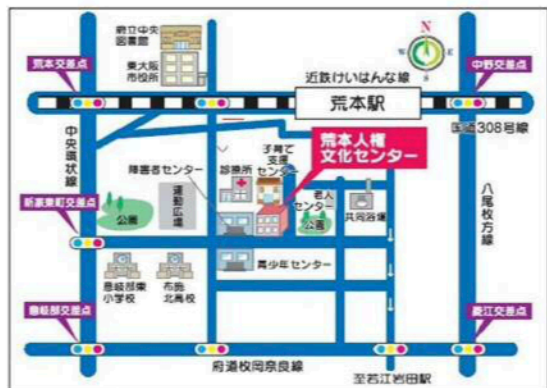 府立中央
図書館
東大阪
市役所
N
W
E
S
荒本交差点
近鉄けいはんな線
中野交差点
荒本駅
国道308号線
中央環状線
荒本人権
文化センター
子育て
支援
センター
障害者センター
診療所
新家東町交差点
公園
運動広場
老人
センター
公園
共同浴場
八尾枚方線
青少年センター
意岐部東
小学校
布施
北高校
意岐部交差点
菱江交差点
府道枚岡奈良線
至若江岩田駅